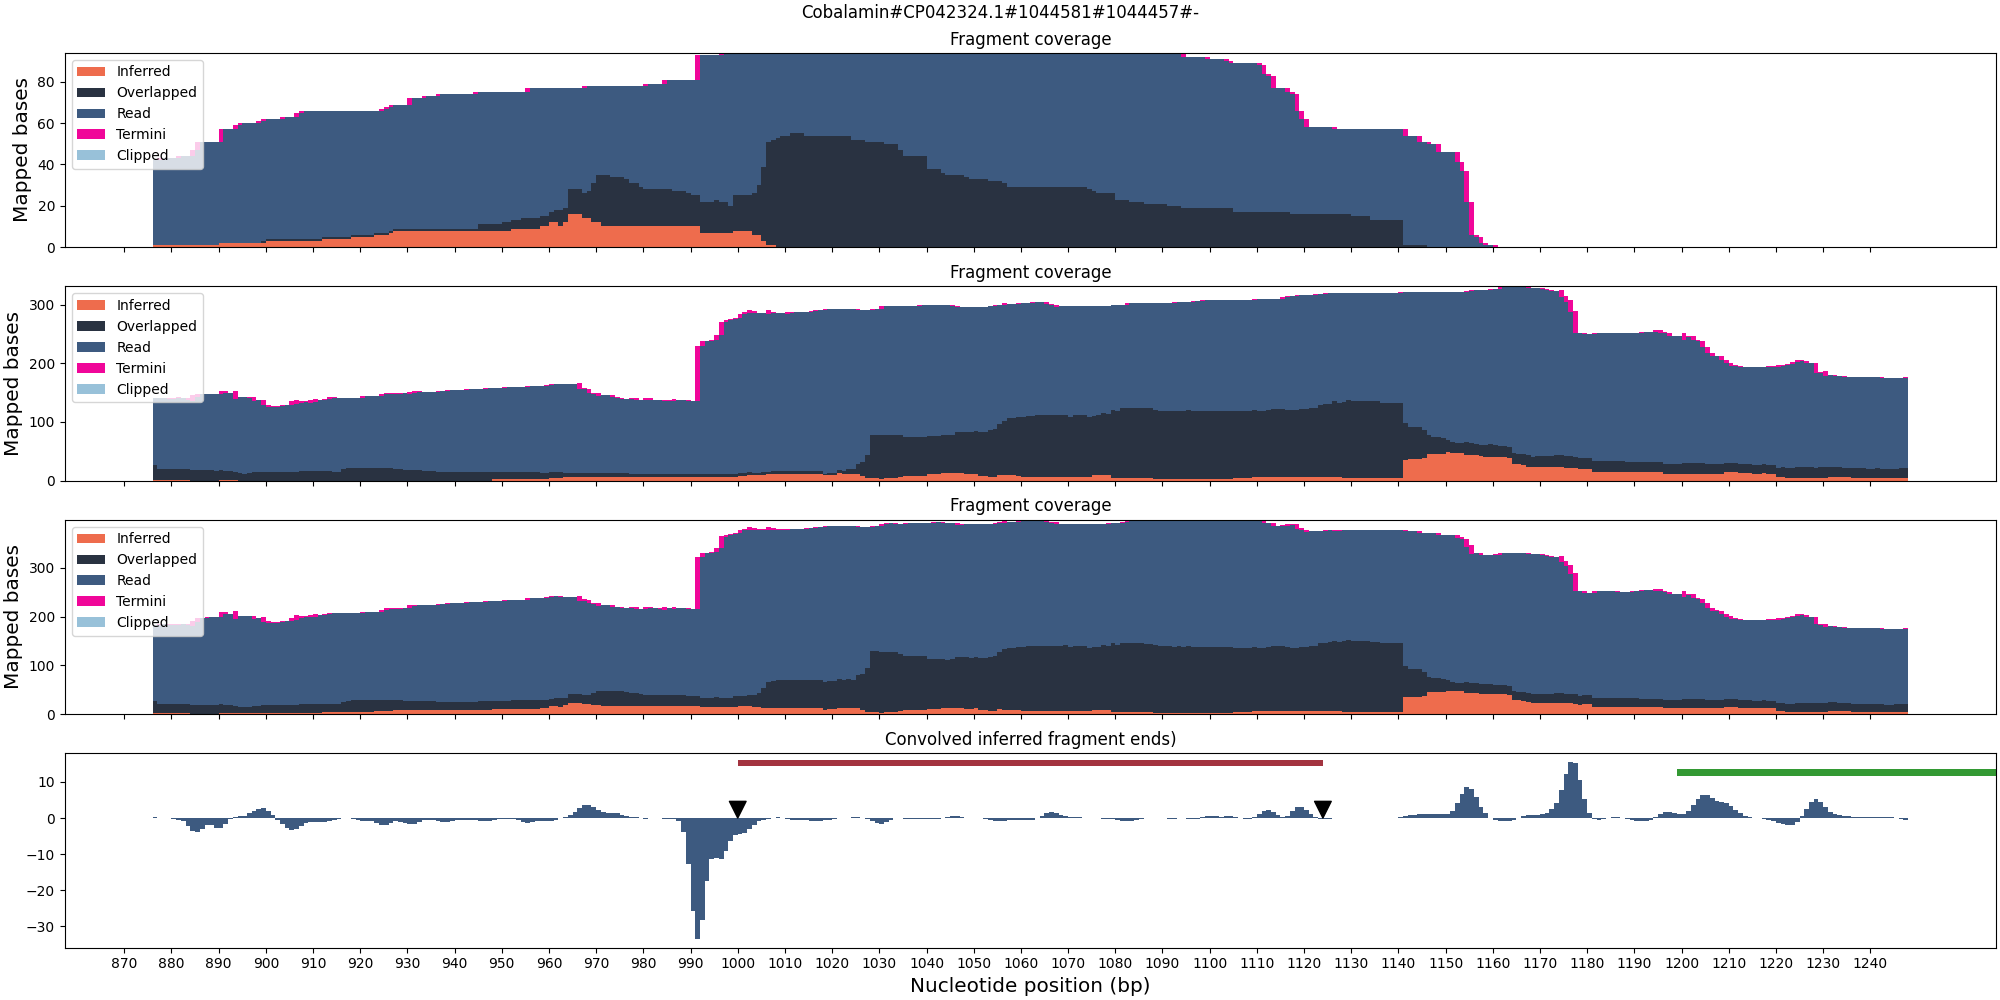 Cobalamin#CP042324.1#1044581#1044457#-
Fragment coverage
Mapped bases
80
60
40
20
0
Inferred
Overlapped
Read
Termini
Clipped
Fragment coverage
Mapped bases
300
200
100
0
Inferred
Overlapped
Read
Termini
Clipped
Fragment coverage
Mapped bases
300
200
100
0
Inferred
Overlapped
Read
Termini
Clipped
Convolved inferred fragment ends)
10
0
−10
−20
−30
870 880 890 900 910 920 930 940 950 960 970 980 990 1000 1010 1020 1030 1040 1050 1060 1070 1080 1090 1100 1110 1120 1130 1140 1150 1160 1170 1180 1190 1200 1210 1220 1230 1240
Nucleotide position (bp)